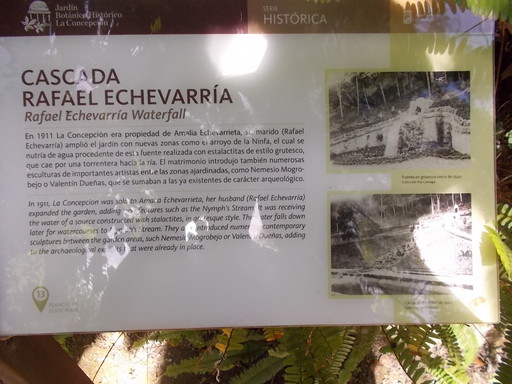 Jardín
Botánico Histórico
La Concepción
SERIE
HISTÓRICA
CASCADA
RAFAEL ECHEVARRÍA
Rafael Echevarría Waterfall
En 1911 La Concepción era propiedad de Amalia Echevarrieta, su marido (Rafael
Echevarría) amplió el jardín con nuevas zonas como el arroyo de la Ninfa, el cual se
nutría de agua procedente de esta fuente realizada con estalactitas de estilo grutesco,
que cae por una torrentera hacia la ría. El matrimonio introdujo también numerosas
esculturas de importantes artistas entre las zonas ajardinadas, como Nemesio Mogro-
bejo o Valentín Dueñas, que se sumaban a las ya existentes de carácter arqueológico.
In 1911, La Concepcion was sold to Amalia Echevarrieta, her husband (Rafael Echevarría)
expanded the garden, adding structures such as the Nymph's Stream. It was receiving
the water of a source constructed with stalactites, in grotesque style. The water falls down
later for watercourses to the stream. They also introduced numerous contemporary
sculptures between the garden areas, such Nemesio Mogrobejo or Valentín Dueñas, adding
to the archaeological exhibits that were already in place.
13